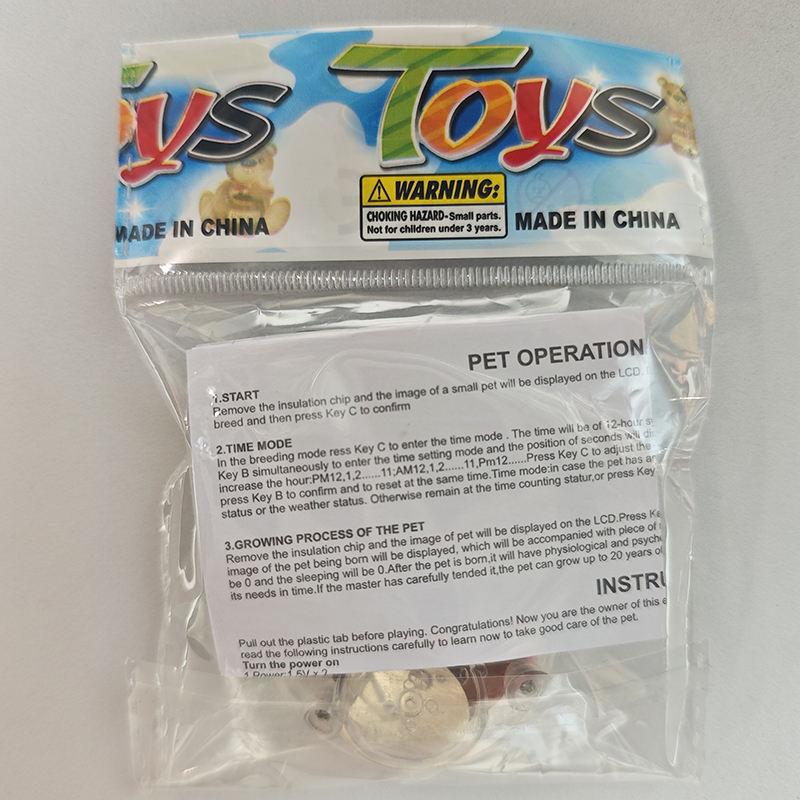 Toys
Toys
WARNING:
CHOKING HAZARD-Small parts.
Not for children under 3 years.
MADE IN CHINA
MADE IN CHINA
PET OPERATION
1.START
Remove the insulation chip and the image of a small pet will be displayed on the LCD.
breed and then press Key C to confirm
2.TIME MODE
In the breeding mode ress Key C to enter the time mode . The time will be of 12-hour
Key B simultaneously to enter the time setting mode and the position of seconds will
increase the hour:PM12,1,2......11;AM12,1,2......11,Pm12......Press Key C to adjust the
press Key B to confirm and to reset at the same time.Time mode:in case the pet has
status or the weather status. Otherwise remain at the time counting statur,or press Key
3.GROWING PROCESS OF THE PET
Remove the insulation chip and the image of pet will be displayed on the LCD.Press
image of the pet being born will be displayed, which will be accompanied with plece of
be 0 and the sleeping will be 0.After the pet is born,it will have physiological and
its needs in time.If the master has carefully tended it,the pet can grow up to 20 years
INSTRU
Pull out the plastic tab before playing. Congratulations! Now you are the owner of this
read the following instructions carefully to learn now to take good care of the pet.
Turn the power on
1.Power:1.5V x 2